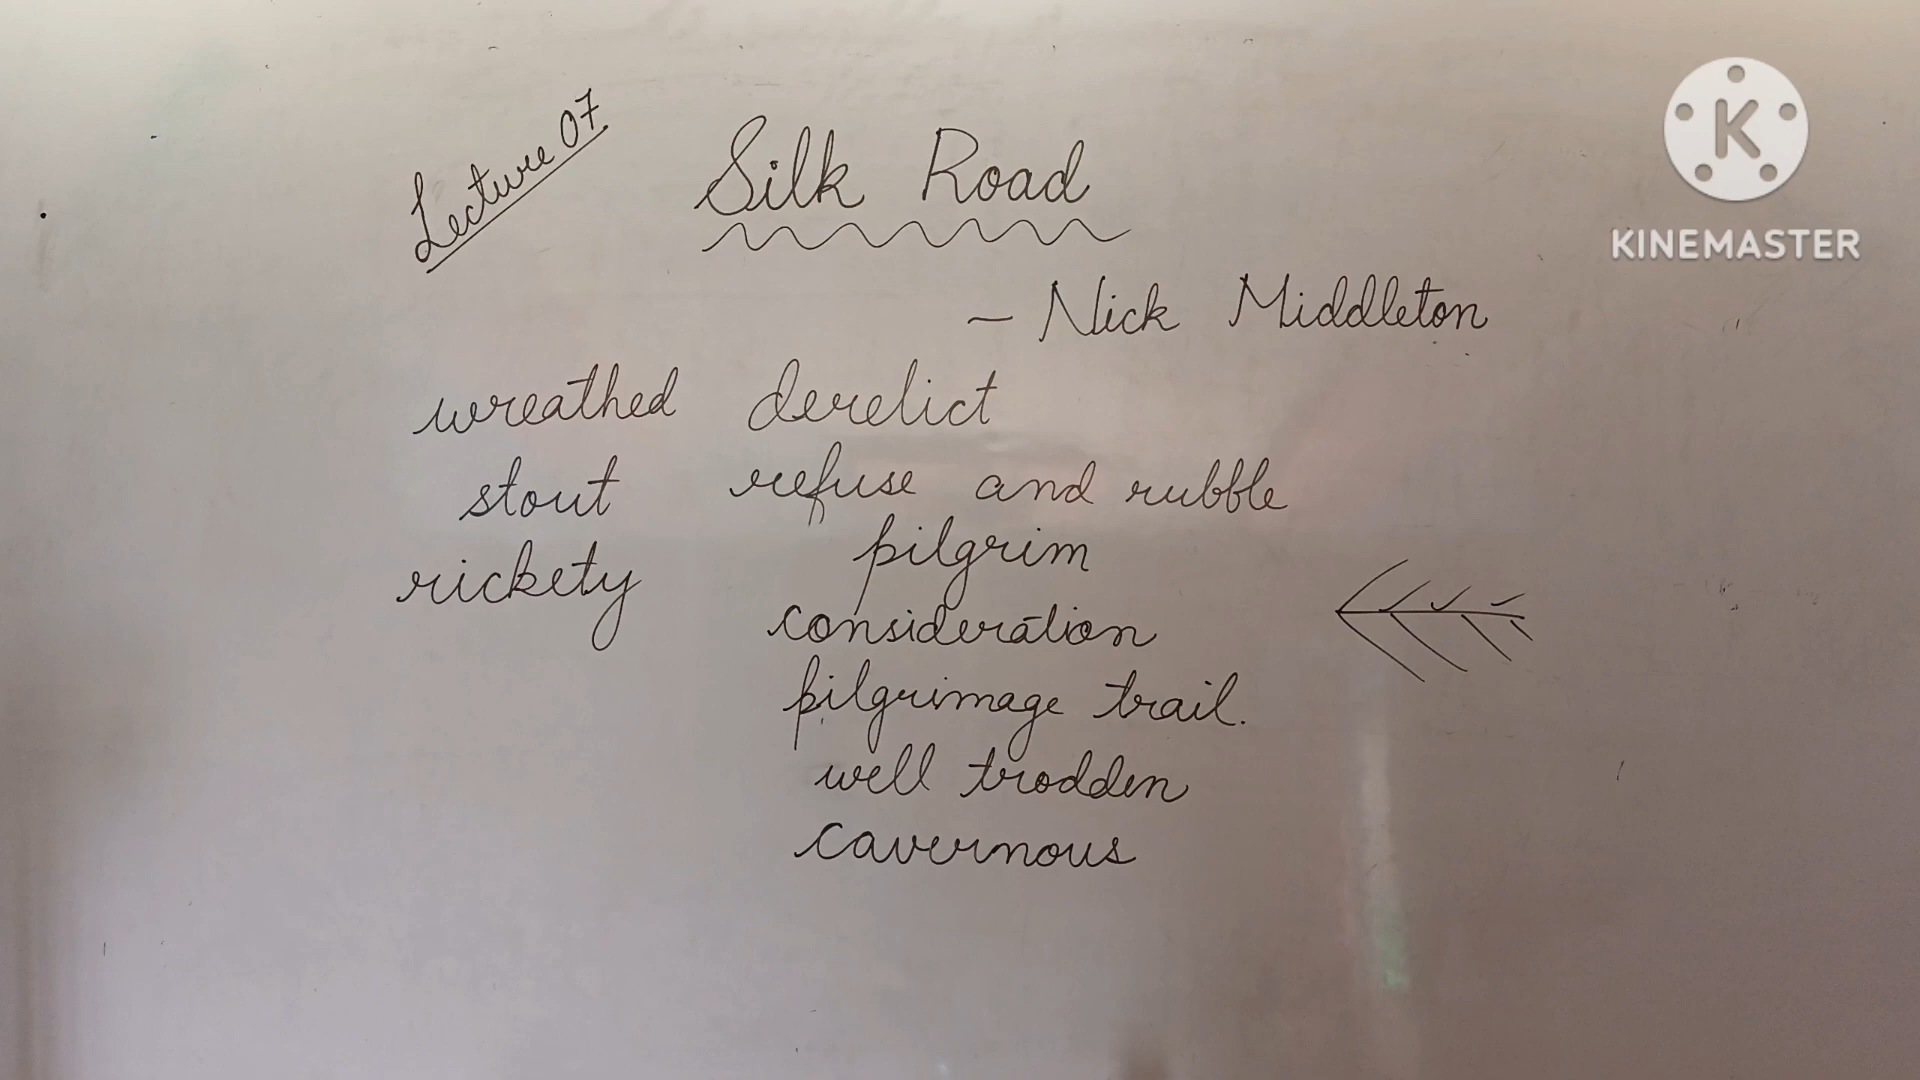 Lecture 07
Silk Road
- Nick Middleton
wreathed derelict
stout refuse and rubble
rickety pilgrim
consideration
pilgrimage trail.
well trodden
cavernous
K
KINEMASTER